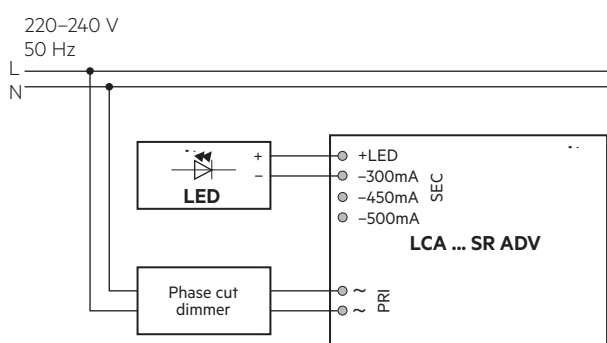 220–240 V
50 Hz
L
N
+ +LED
– –300mA
LED –450mA
–500mA
SEC
LCA ... SR ADV
Phase cut ~
dimmer ~
PRI